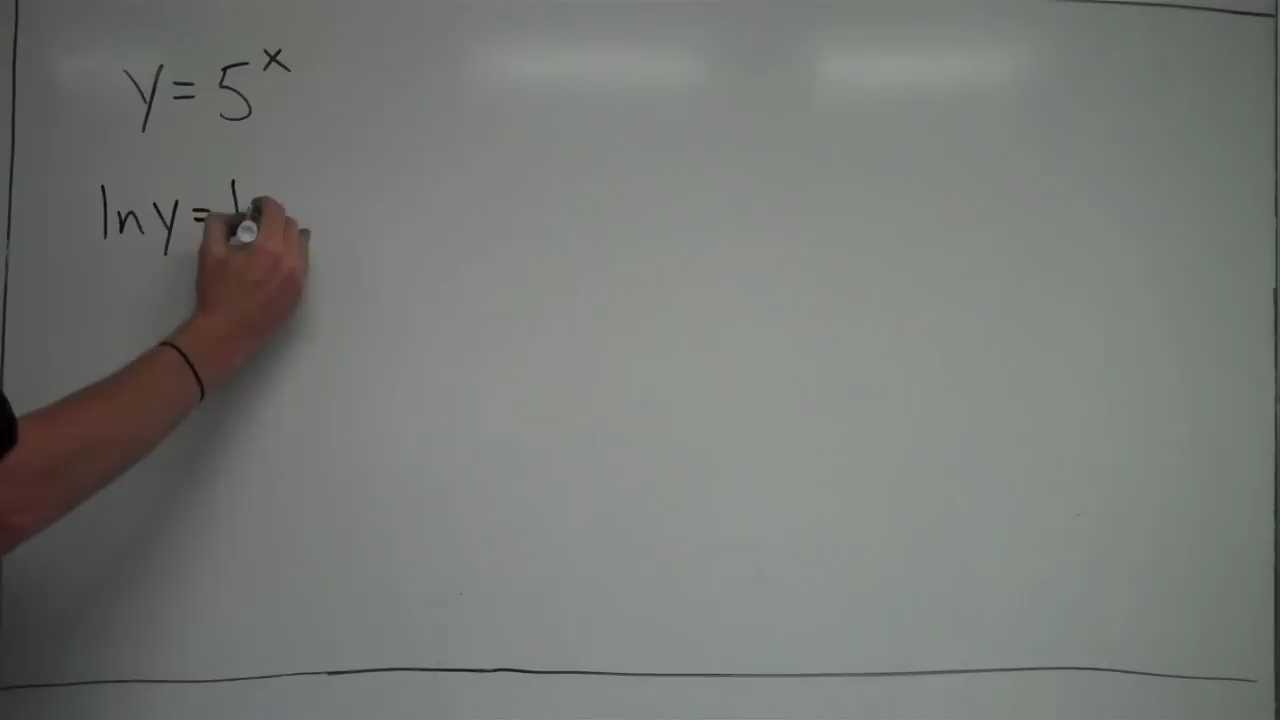 y = 5^x
ln y = l